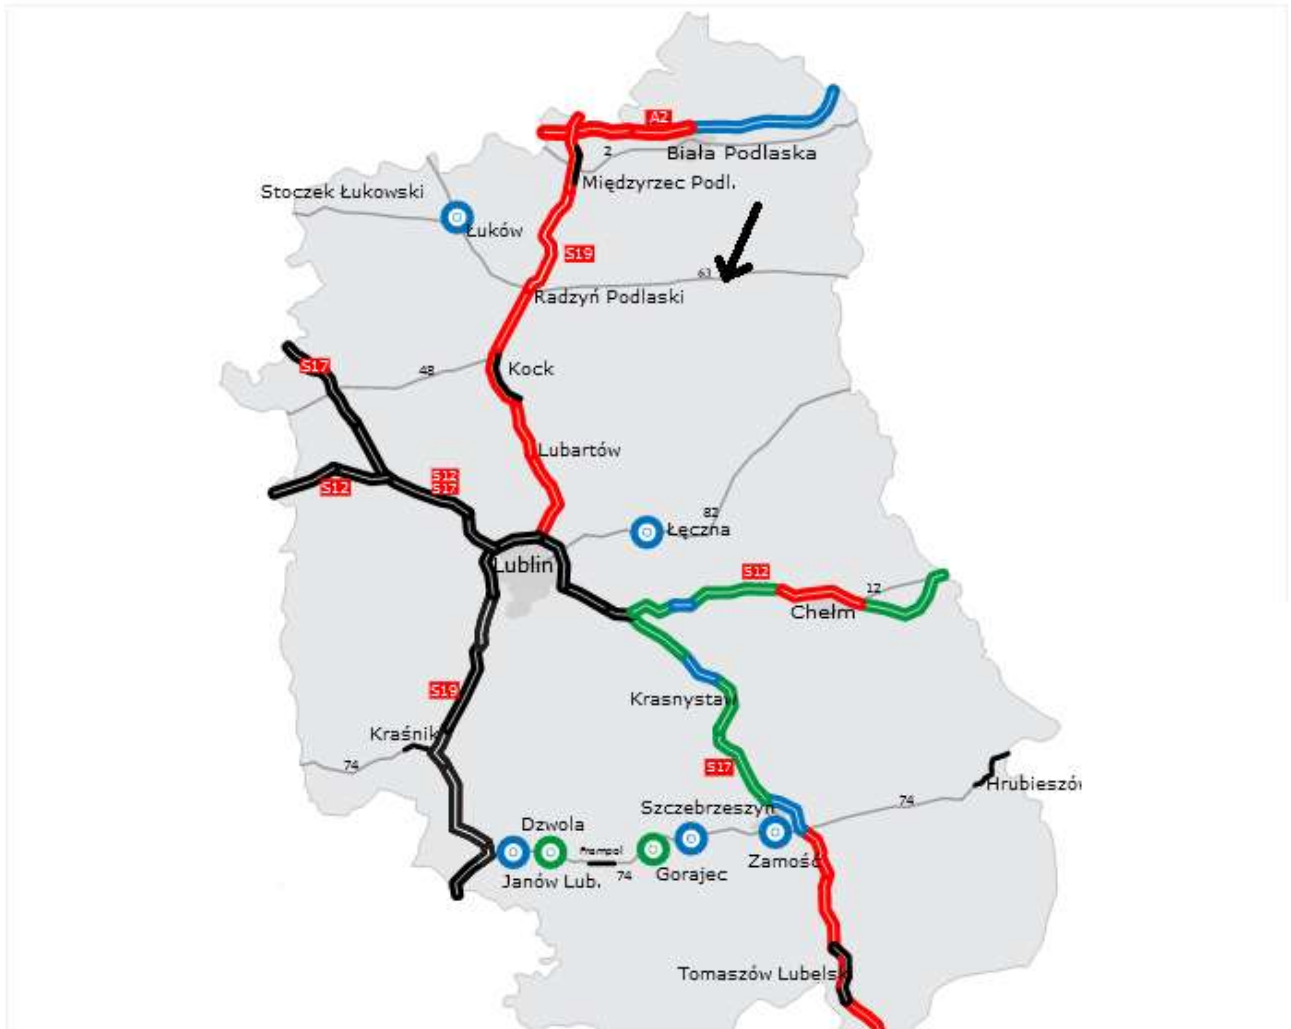 A2
2
Biała Podlaska
Międzyrzec Podl.
Stoczek Łukowski
Łuków
S19
63
Radzyń Podlaski
S17
48
Kock
Lubartów
S12
S17
S12
82
Łęczna
Lublin
S12
12
Chełm
S19
Krasnystaw
Kraśnik
74
S17
Hrubieszów
74
Szczebrzeszyn
Dzwola
Frampol
Zamość
74
Gorajec
Janów Lub.
Tomaszów Lubelsk